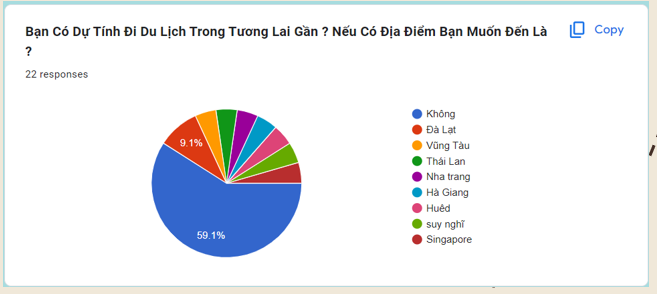 Bạn Có Dự Tính Đi Du Lịch Trong Tương Lai Gần ? Nếu Có Địa Điểm Bạn Muốn Đến Là
?
Copy
22 responses
9.1%
59.1%
Không
Đà Lạt
Vũng Tàu
Thái Lan
Nha trang
Hà Giang
Huêd
suy nghĩ
Singapore